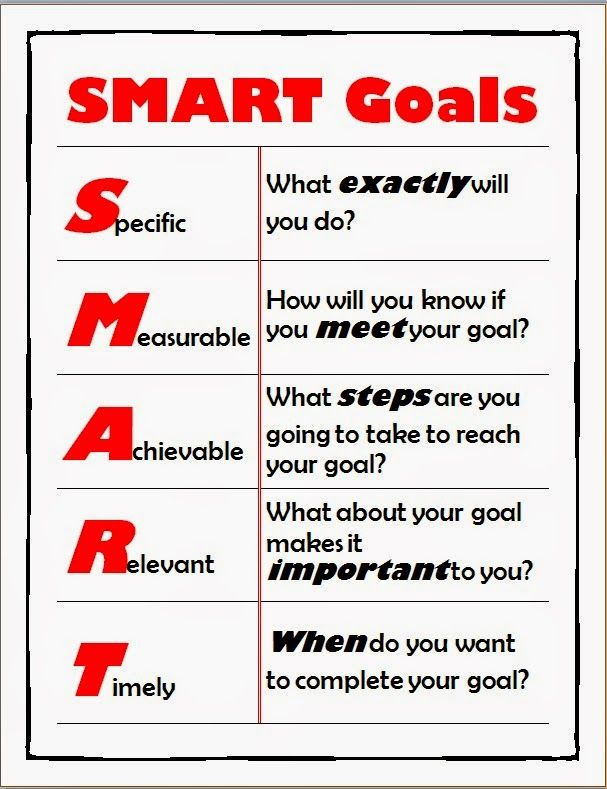 SMART Goals
Specific
What exactly will
you do?
Measurable
How will you know if
you meet your goal?
Achievable
What steps are you
going to take to reach
your goal?
Relevant
What about your goal
makes it
important to you?
Timely
When do you want
to complete your goal?